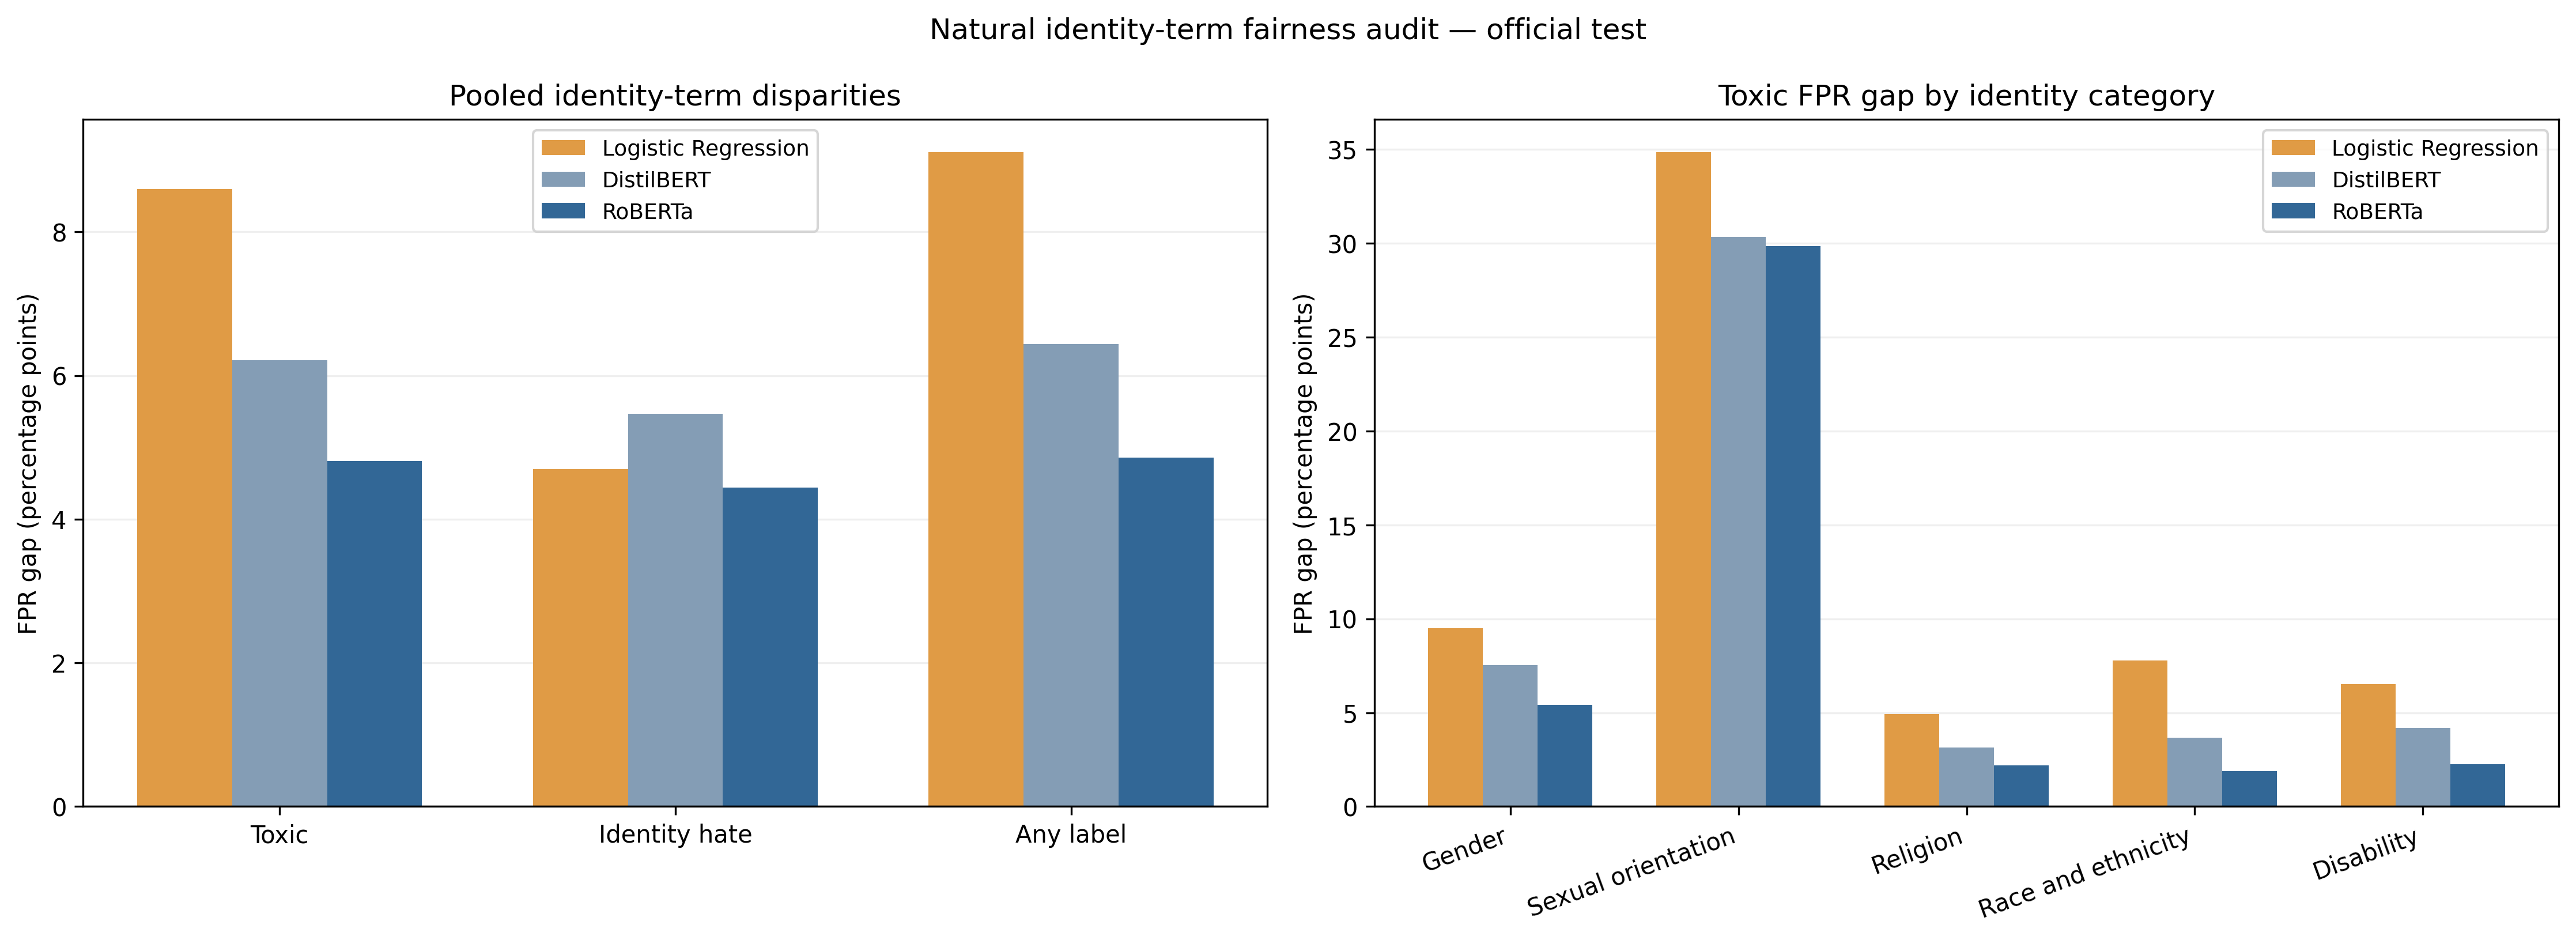 Natural identity-term fairness audit — official test
Pooled identity-term disparities
FPR gap (percentage points)
8
6
4
2
0
Logistic Regression
DistilBERT
RoBERTa
Toxic
Identity hate
Any label
Toxic FPR gap by identity category
FPR gap (percentage points)
35
30
25
20
15
10
5
0
Logistic Regression
DistilBERT
RoBERTa
Gender
Sexual orientation
Religion
Race and ethnicity
Disability